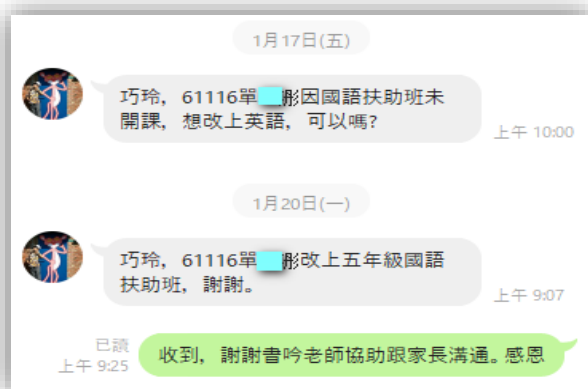 1月17日(五)
巧玲，61116單彤因國語扶助班未
開課，想改上英語，可以嗎?
上午 10:00
1月20日(一)
巧玲，61116單彤改上五年級國語
扶助班，謝謝。
上午 9:07
已讀
上午 9:25
收到，謝謝書吟老師協助跟家長溝通。感恩